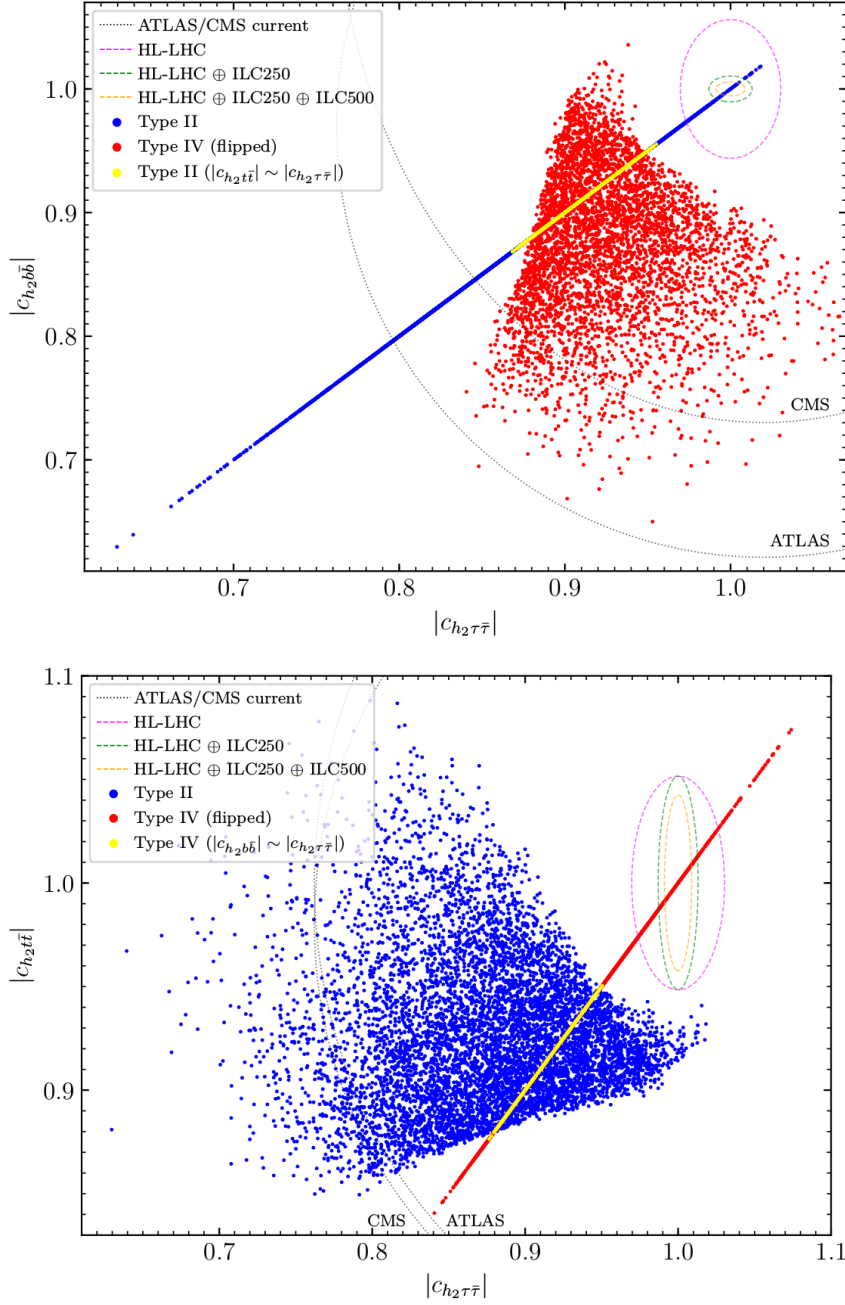 ATLAS/CMS current
HL-LHC
HL-LHC ⊕ ILC250
HL-LHC ⊕ ILC250 ⊕ ILC500
Type II
Type IV (flipped)
Type II (|c_{h_2 t\bar{t}}| ∼ |c_{h_2 τ\bar{τ}}|)
1.0
0.9
0.8
0.7
|c_{h_2 b\bar{b}}|
CMS
ATLAS
0.7 0.8 0.9 1.0
|c_{h_2 τ\bar{τ}}|
1.1
1.0
0.9
|c_{h_2 t\bar{t}}|
ATLAS/CMS current
HL-LHC
HL-LHC ⊕ ILC250
HL-LHC ⊕ ILC250 ⊕ ILC500
Type II
Type IV (flipped)
Type IV (|c_{h_2 b\bar{b}}| ∼ |c_{h_2 τ\bar{τ}}|)
CMS ATLAS
0.7 0.8 0.9 1.0 1.1
|c_{h_2 τ\bar{τ}}|